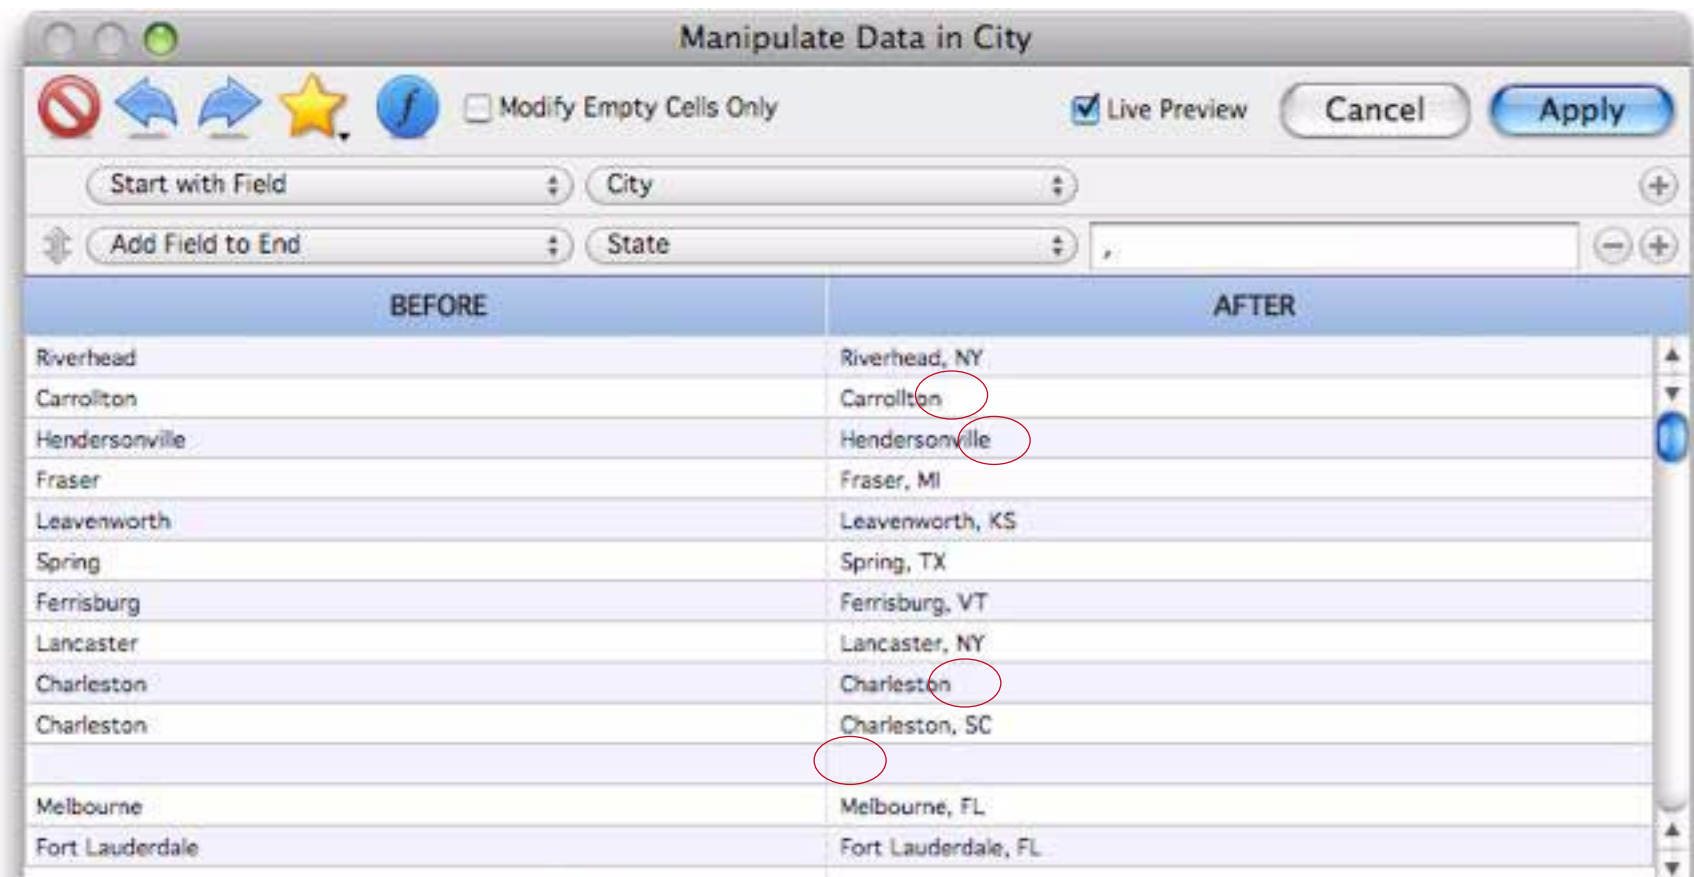 Manipulate Data in City
Modify Empty Cells Only Live Preview Cancel Apply
Start with Field City
Add Field to End State ,
BEFORE AFTER
Riverhead Riverhead, NY
Carrollton Carrollton
Hendersonville Hendersonville
Fraser Fraser, MI
Leavenworth Leavenworth, KS
Spring Spring, TX
Ferrisburg Ferrisburg, VT
Lancaster Lancaster, NY
Charleston Charleston
Charleston Charleston, SC
Melbourne Melbourne, FL
Fort Lauderdale Fort Lauderdale, FL